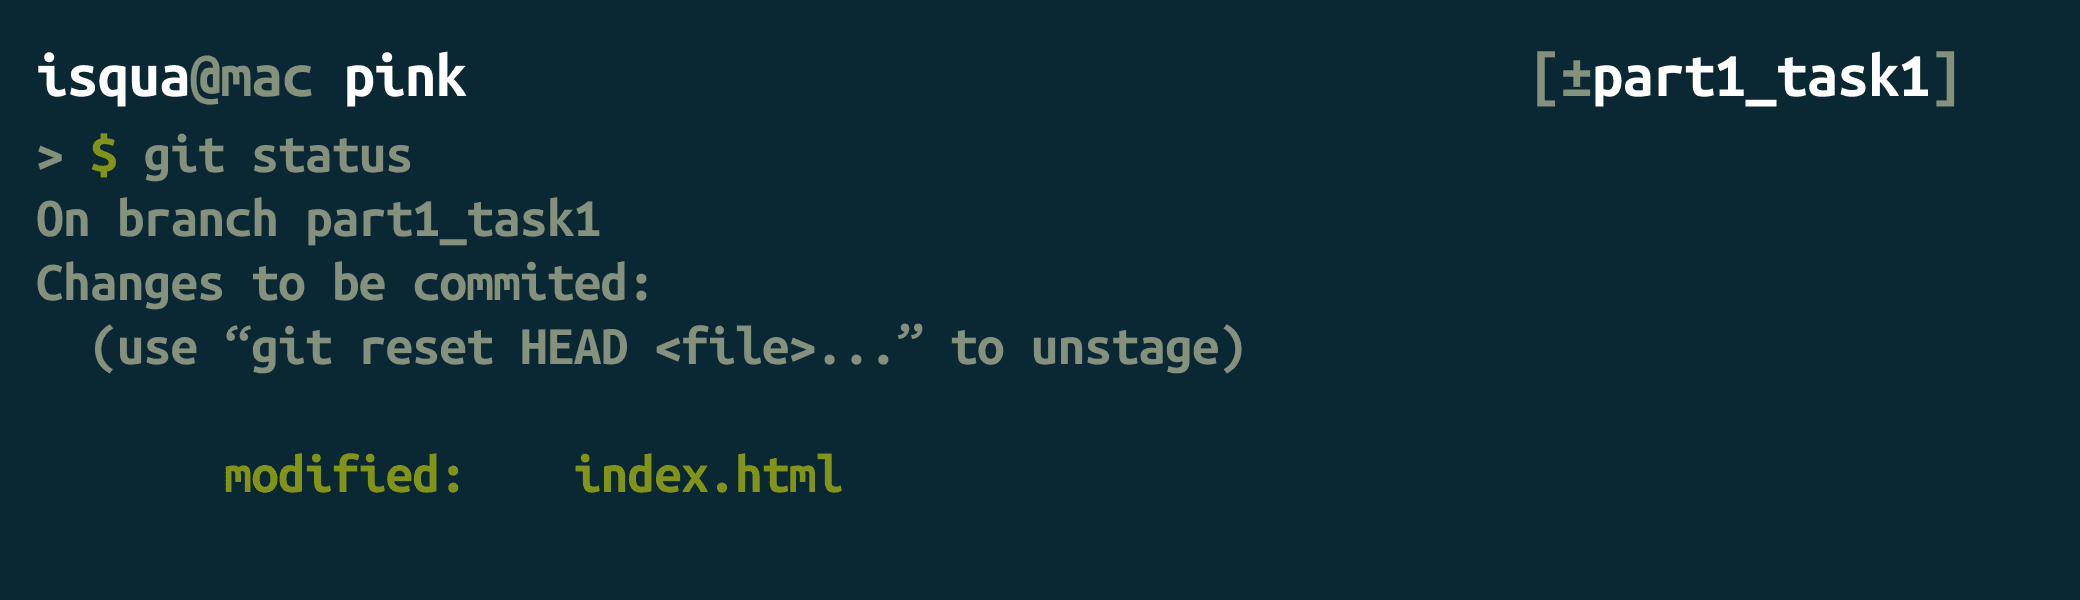 isqua@mac pink [±part1_task1]
> $ git status
On branch part1_task1
Changes to be commited:
(use “git reset HEAD <file>...” to unstage)
modified: index.html